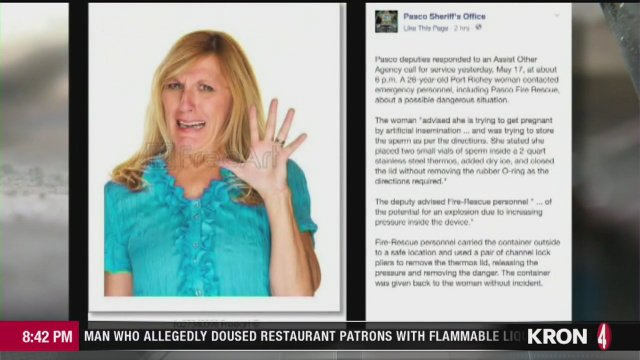 Pasco Sheriff's Office
Like This Page · 2 hrs ·
Pasco deputies responded to an Assist Other
Agency call for service yesterday, May 17, at about
6 p.m. A 26-year old Port Richey woman contacted
emergency personnel, including Pasco Fire Rescue,
about a possible dangerous situation.
The woman "advised she is trying to get pregnant
by artificial insemination ... and was trying to store
the sperm as per the directions. She stated she
placed two small vials of sperm inside a 2-quart
stainless steel thermos, added dry ice, and closed
the lid without removing the rubber O-ring as the
directions required."
The deputy advised Fire-Rescue personnel " ... of
the potential for an explosion due to increasing
pressure inside the device."
Fire-Rescue personnel carried the container outside
to a safe location and used a pair of channel lock
pliers to remove the thermos lid, releasing the
pressure and removing the danger. The container
was given back to the woman without incident.
8:42 PM MAN WHO ALLEGEDLY DOUSED RESTAURANT PATRONS WITH FLAMMABLE KRON 4